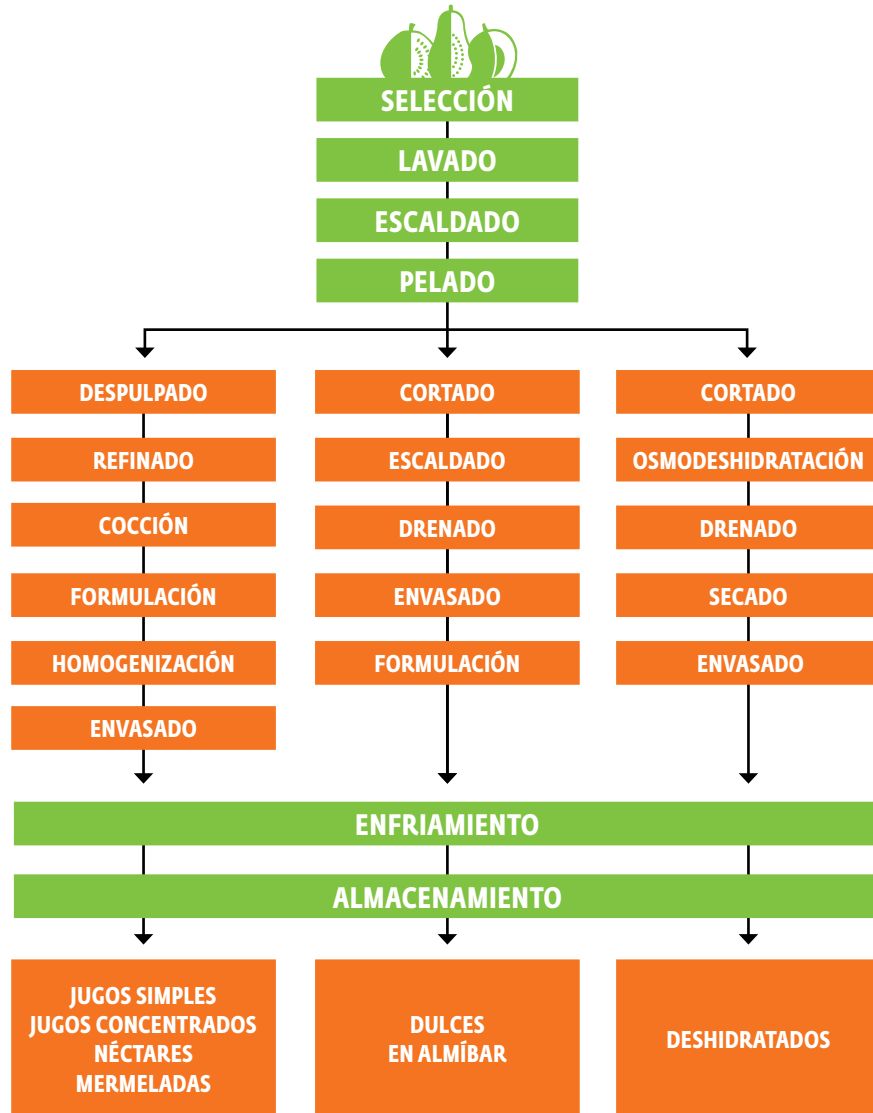 SELECCIÓN
LAVADO
ESCALDADO
PELADO
DESPULPADO
REFINADO
COCCIÓN
FORMULACIÓN
HOMOGENIZACIÓN
ENVASADO
CORTADO
ESCALDADO
DRENADO
ENVASADO
FORMULACIÓN
CORTADO
OSMODESHIDRATACIÓN
DRENADO
SECADO
ENVASADO
ENFRIAMIENTO
ALMACENAMIENTO
JUGOS SIMPLES
JUGOS CONCENTRADOS
NÉCTARES
MERMELADAS
DULCES
EN ALMÍBAR
DESHIDRATADOS